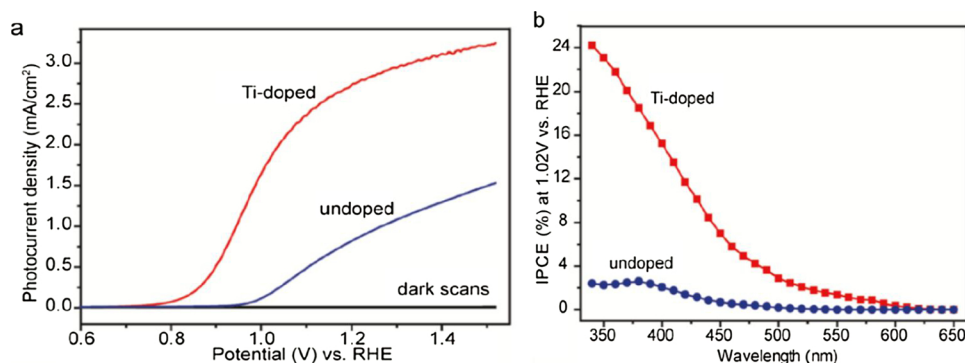 a
Photocurrent density (mA/cm²)
3.0
2.5
2.0
1.5
1.0
0.5
0.0
Ti-doped
undoped
dark scans
0.6 0.8 1.0 1.2 1.4
Potential (V) vs. RHE
b
IPCE (%) at 1.02V vs. RHE
24
20
16
12
8
4
0
Ti-doped
undoped
350 400 450 500 550 600 650
Wavelength (nm)